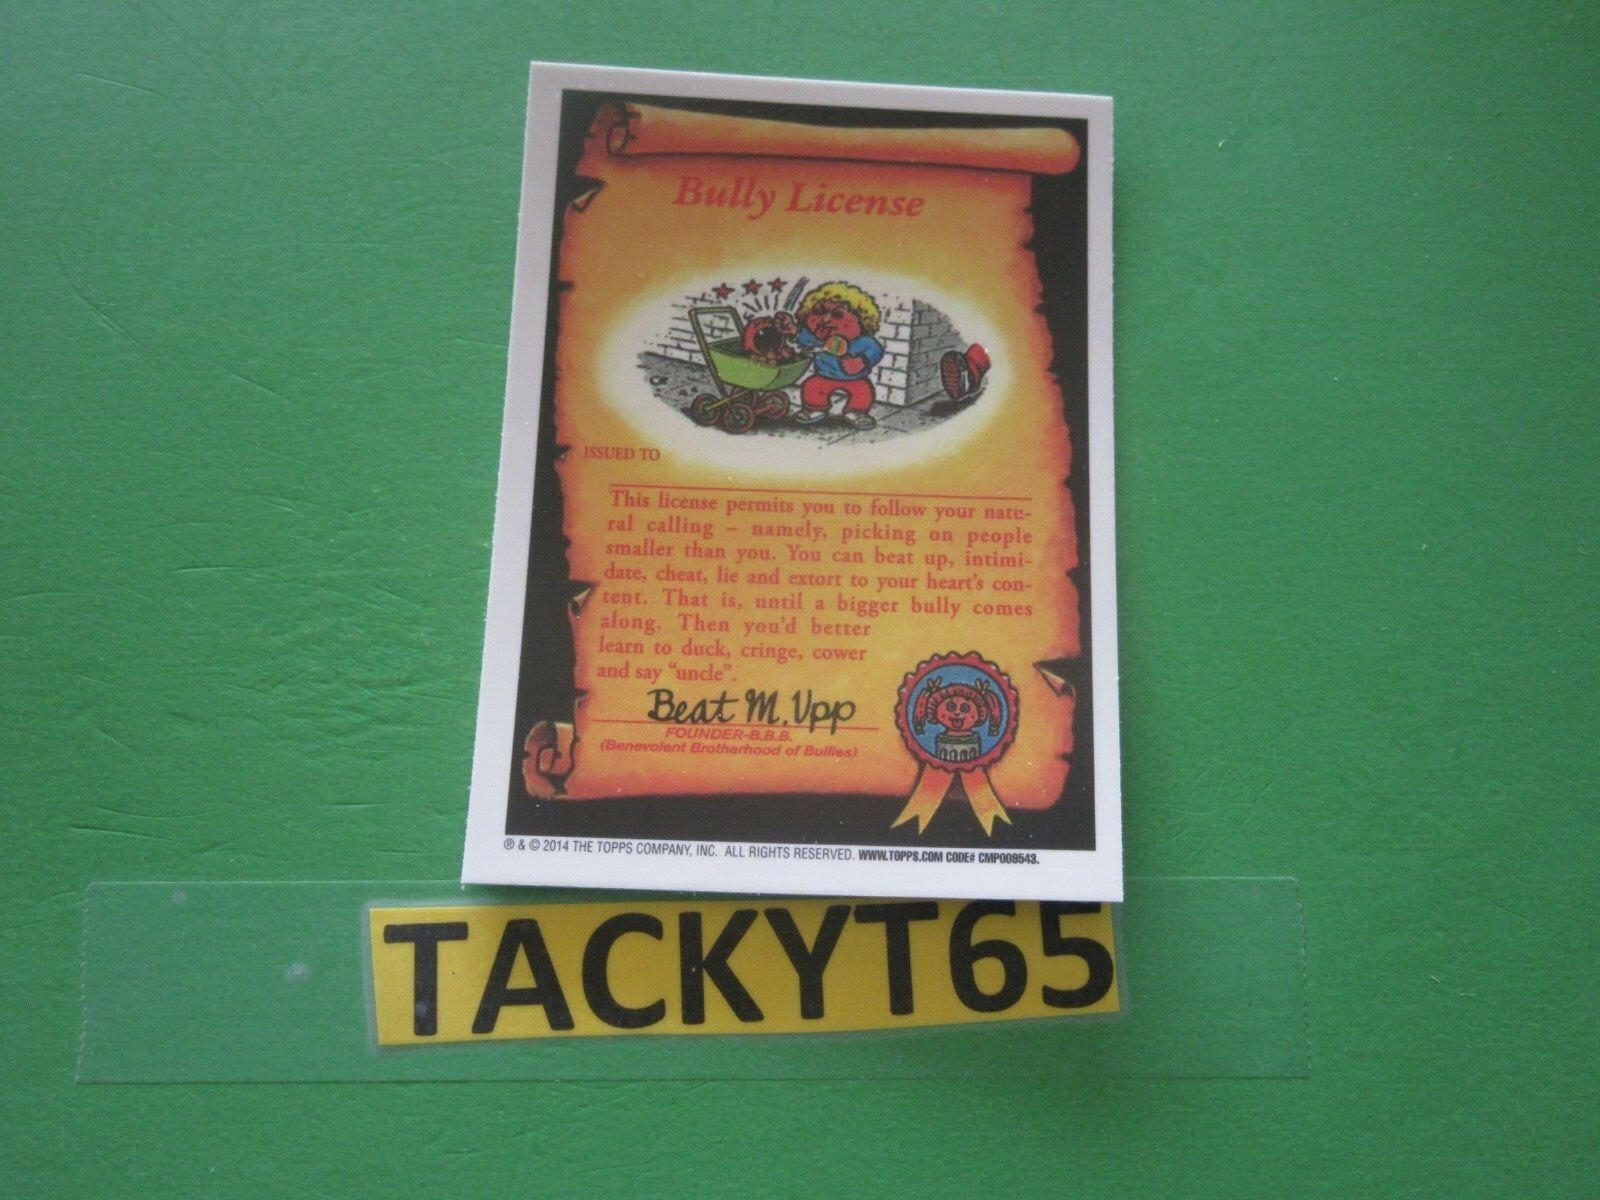 Bully License
ISSUED TO
This license permits you to follow your natu-
ral calling – namely, picking on people
smaller than you. You can beat up, intimi-
date, cheat, lie and extort to your heart's con-
tent. That is, until a bigger bully comes
along. Then you'd better
learn to duck, cringe, cower
and say "uncle".
Beat M. Upp
FOUNDER-B.B.B.
(Benevolent Brotherhood of Bullies)
® & © 2014 THE TOPPS COMPANY, INC. ALL RIGHTS RESERVED. WWW.TOPPS.COM CODE# CMP009543.
TACKYT65